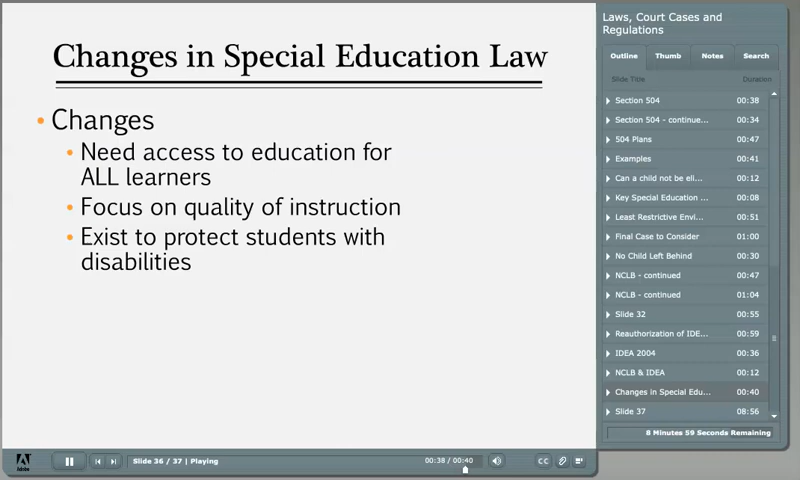 Changes in Special Education Law
• Changes
• Need access to education for
ALL learners
• Focus on quality of instruction
• Exist to protect students with
disabilities
Laws, Court Cases and
Regulations
Outline Thumb Notes Search
Slide Title Duration
Section 504 00:38
Section 504 - continue... 00:34
504 Plans 00:47
Examples 00:41
Can a child not be eli... 00:12
Key Special Education ... 00:08
Least Restrictive Envi... 00:51
Final Case to Consider 01:00
No Child Left Behind 00:30
NCLB - continued 00:47
NCLB - continued 01:04
Slide 32 00:55
Reauthorization of IDE... 00:59
IDEA 2004 00:36
NCLB & IDEA 00:12
Changes in Special Edu... 00:40
Slide 37 08:56
8 Minutes 59 Seconds Remaining
Adobe
Slide 36 / 37 | Playing
00:38 / 00:40
CC